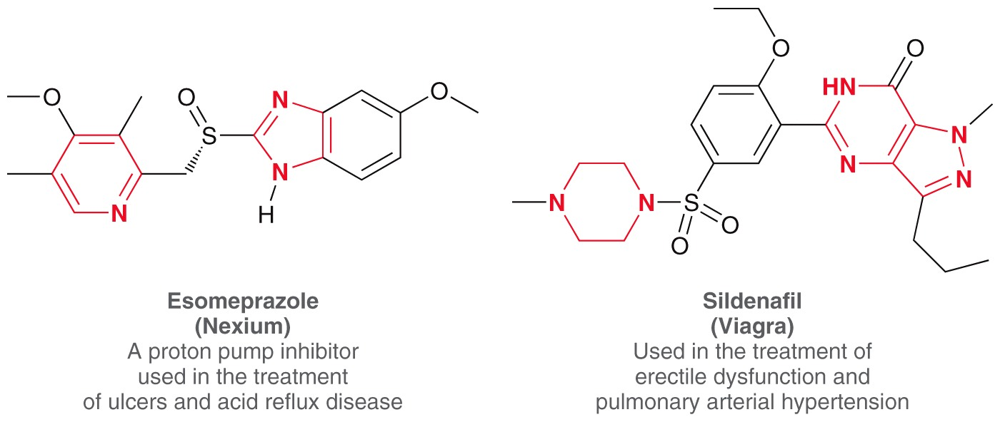 O
O
S
N
N
H
O
O
O
HN
N
N
N
N
N
S
O
O
Esomeprazole
(Nexium)
A proton pump inhibitor
used in the treatment
of ulcers and acid reflux disease
Sildenafil
(Viagra)
Used in the treatment of
erectile dysfunction and
pulmonary arterial hypertension